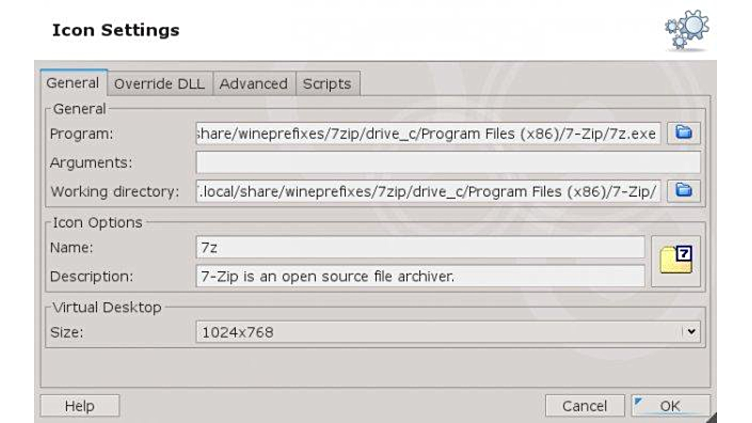 Icon Settings
General Override DLL Advanced Scripts
General
Program: share/wineprefixes/7zip/drive_c/Program Files (x86)/7-Zip/7z.exe
Arguments:
Working directory: .local/share/wineprefixes/7zip/drive_c/Program Files (x86)/7-Zip/
Icon Options
Name: 7z
7
Description: 7-Zip is an open source file archiver.
Virtual Desktop
Size: 1024x768
Help Cancel OK